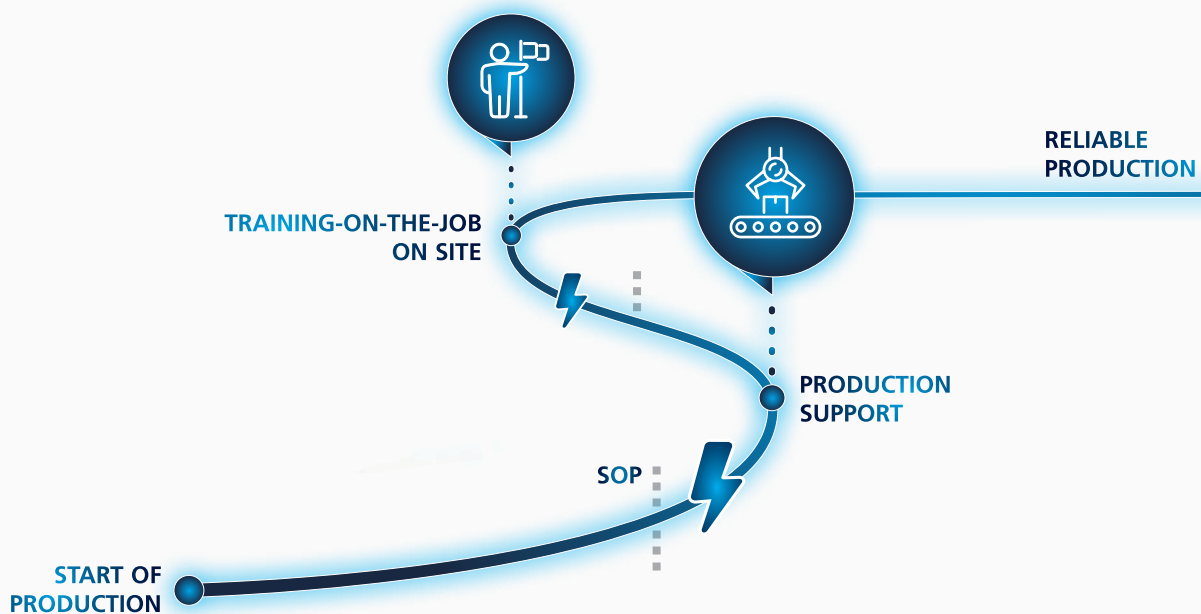 RELIABLE
PRODUCTION
TRAINING-ON-THE-JOB
ON SITE
PRODUCTION
SUPPORT
SOP
START OF
PRODUCTION